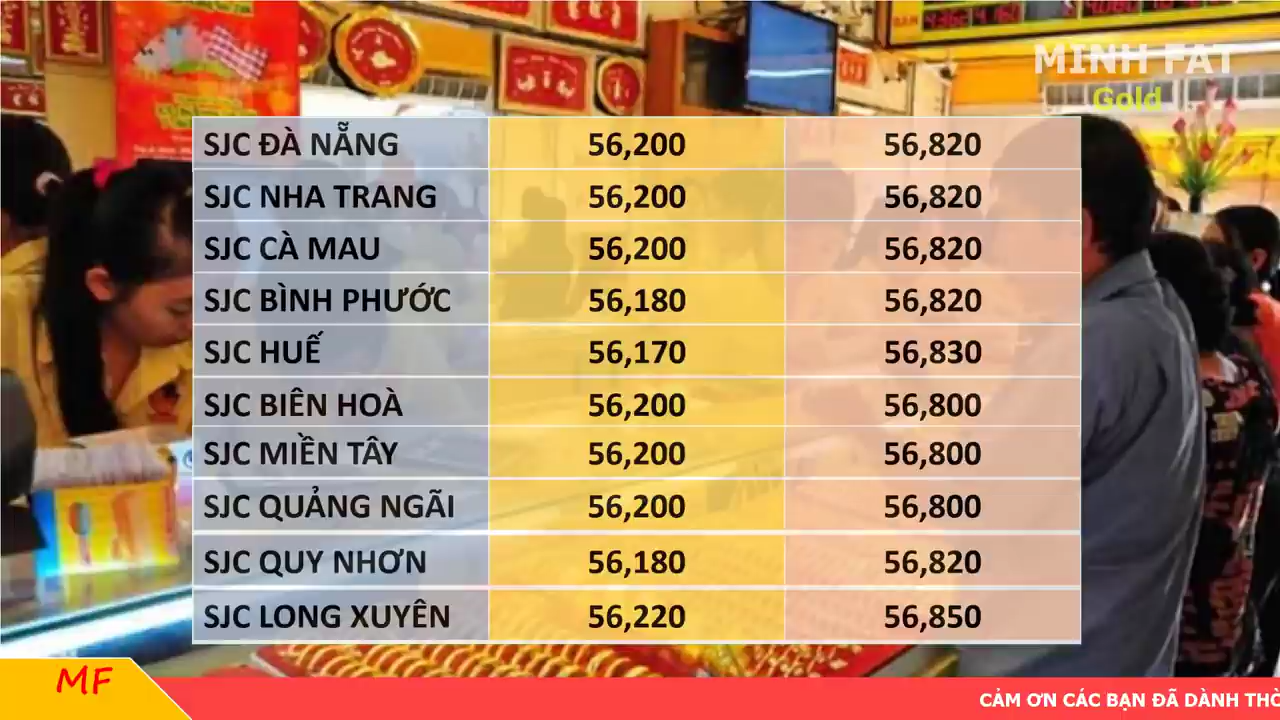 MINH FAT
Gold
SJC ĐÀ NẴNG 56,200 56,820
SJC NHA TRANG 56,200 56,820
SJC CÀ MAU 56,200 56,820
SJC BÌNH PHƯỚC 56,180 56,820
SJC HUẾ 56,170 56,830
SJC BIÊN HOÀ 56,200 56,800
SJC MIỀN TÂY 56,200 56,800
SJC QUẢNG NGÃI 56,200 56,800
SJC QUY NHƠN 56,180 56,820
SJC LONG XUYÊN 56,220 56,850
MF
CẢM ƠN CÁC BẠN ĐÃ DÀNH